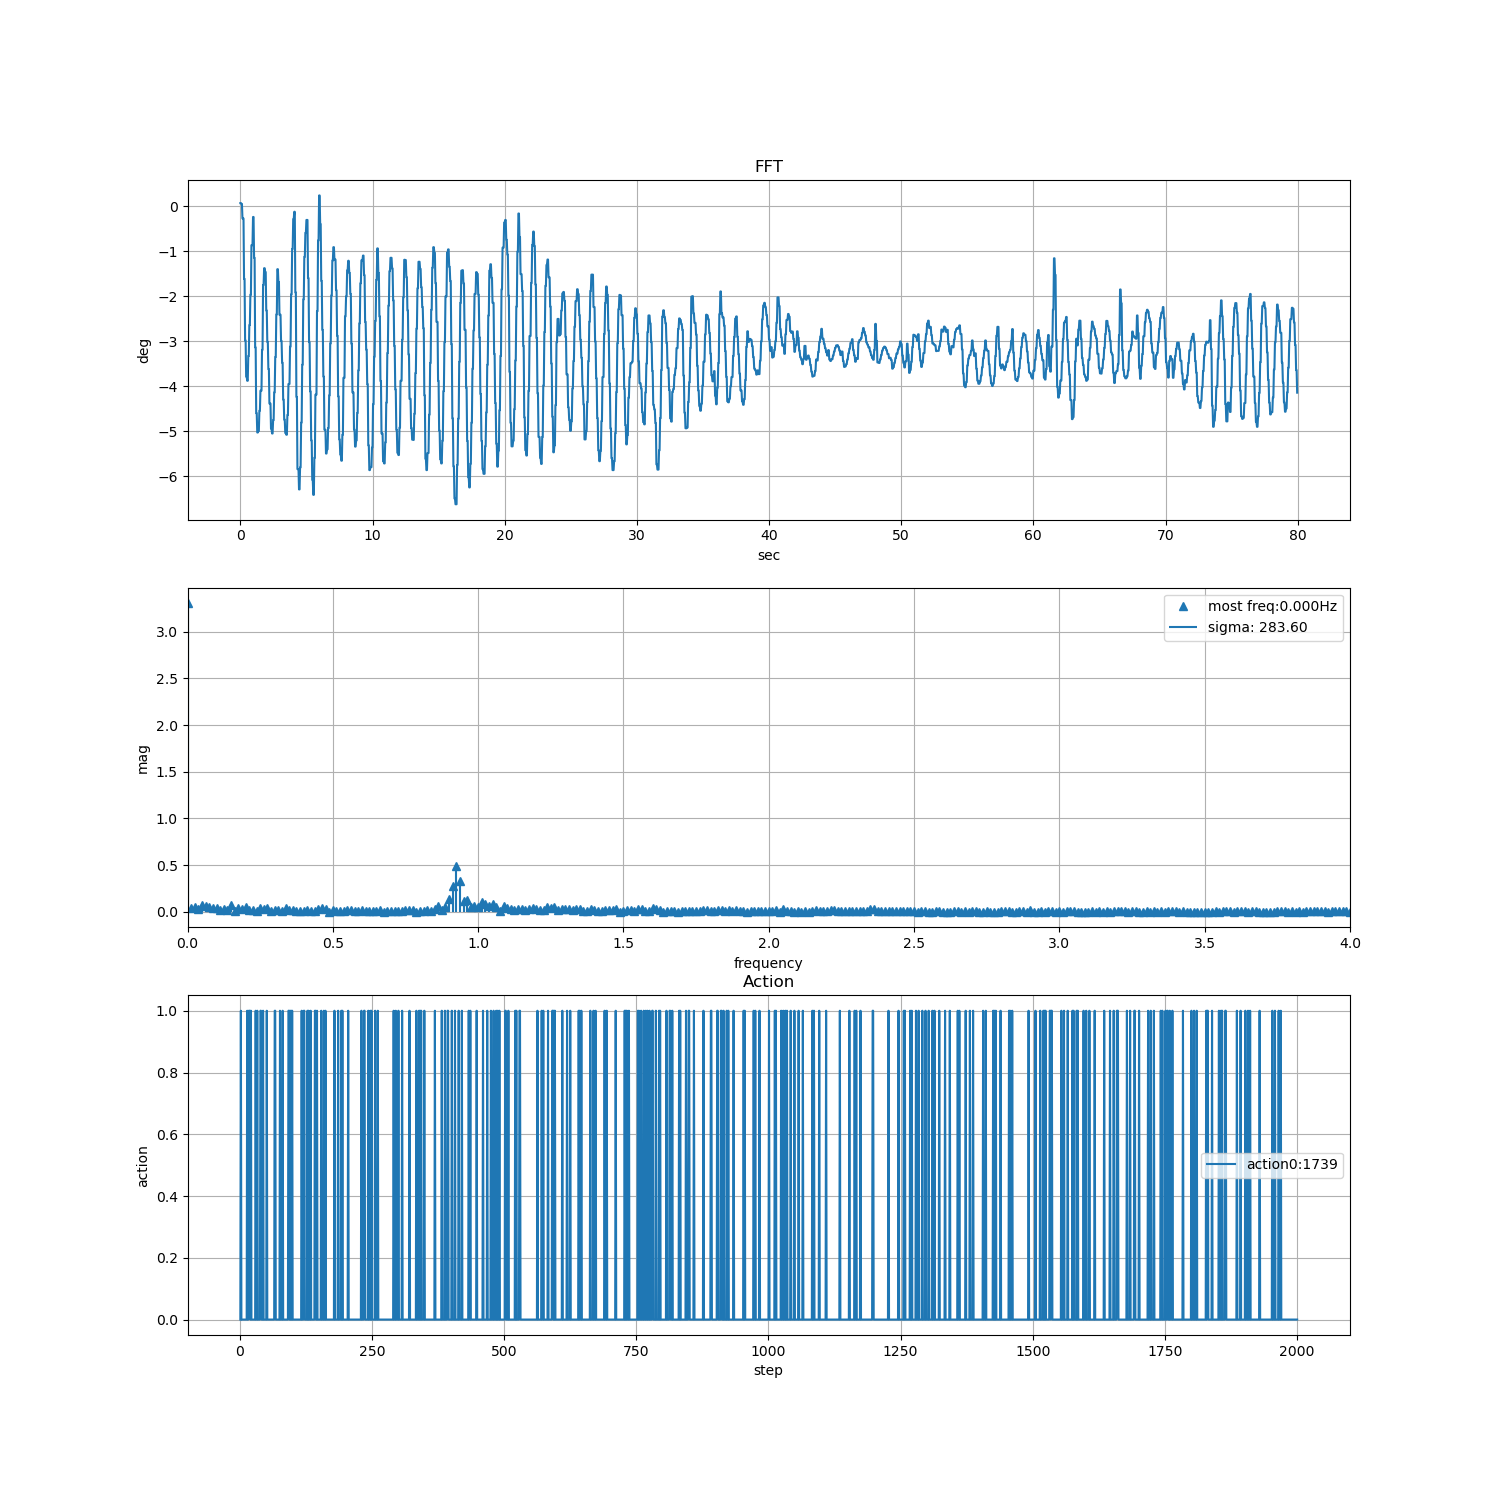 FFT
0
−1
−2
−3
−4
−5
−6
deg
0 10 20 30 40 50 60 70 80
sec
most freq:0.000Hz
sigma: 283.60
3.0
2.5
2.0
1.5
1.0
0.5
0.0
mag
0.0 0.5 1.0 1.5 2.0 2.5 3.0 3.5 4.0
frequency
Action
1.0
0.8
0.6
0.4
0.2
0.0
action
action0:1739
0 250 500 750 1000 1250 1500 1750 2000
step